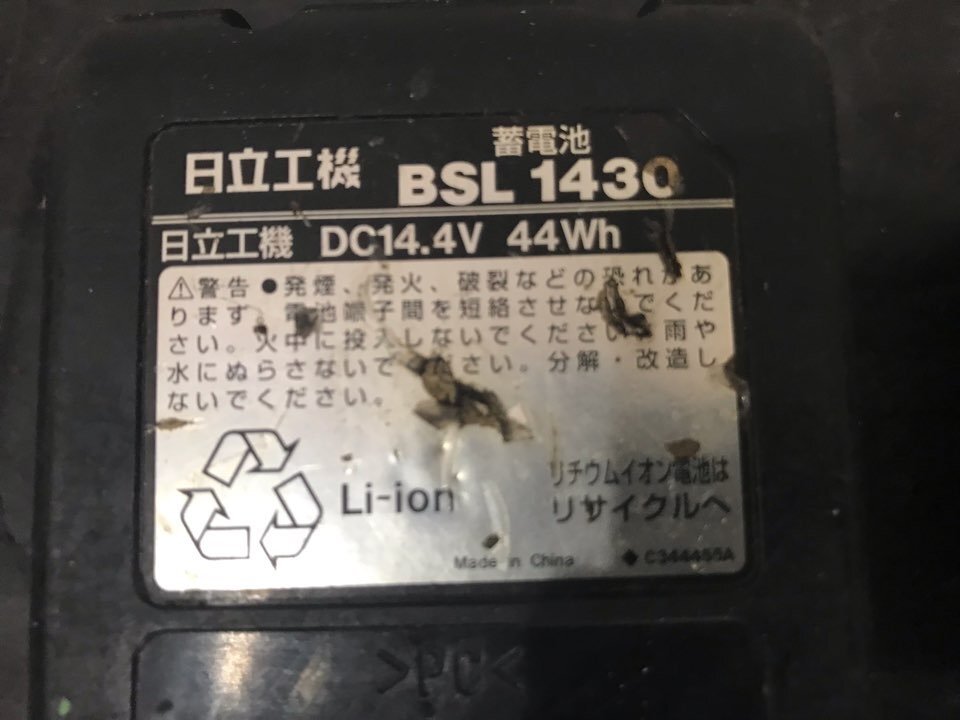 蓄電池
日立工機 BSL 1430
日立工機 DC14.4V 44Wh
⚠警告 ●発煙、発火、破裂などの恐れがあ
ります。電池端子間を短絡させないでくだ
さい。火中に投入しないでください。雨や
水にぬらさないでください。分解・改造し
ないでください。
Li-ion
リチウムイオン電池は
リサイクルへ
Made in China
>PC<